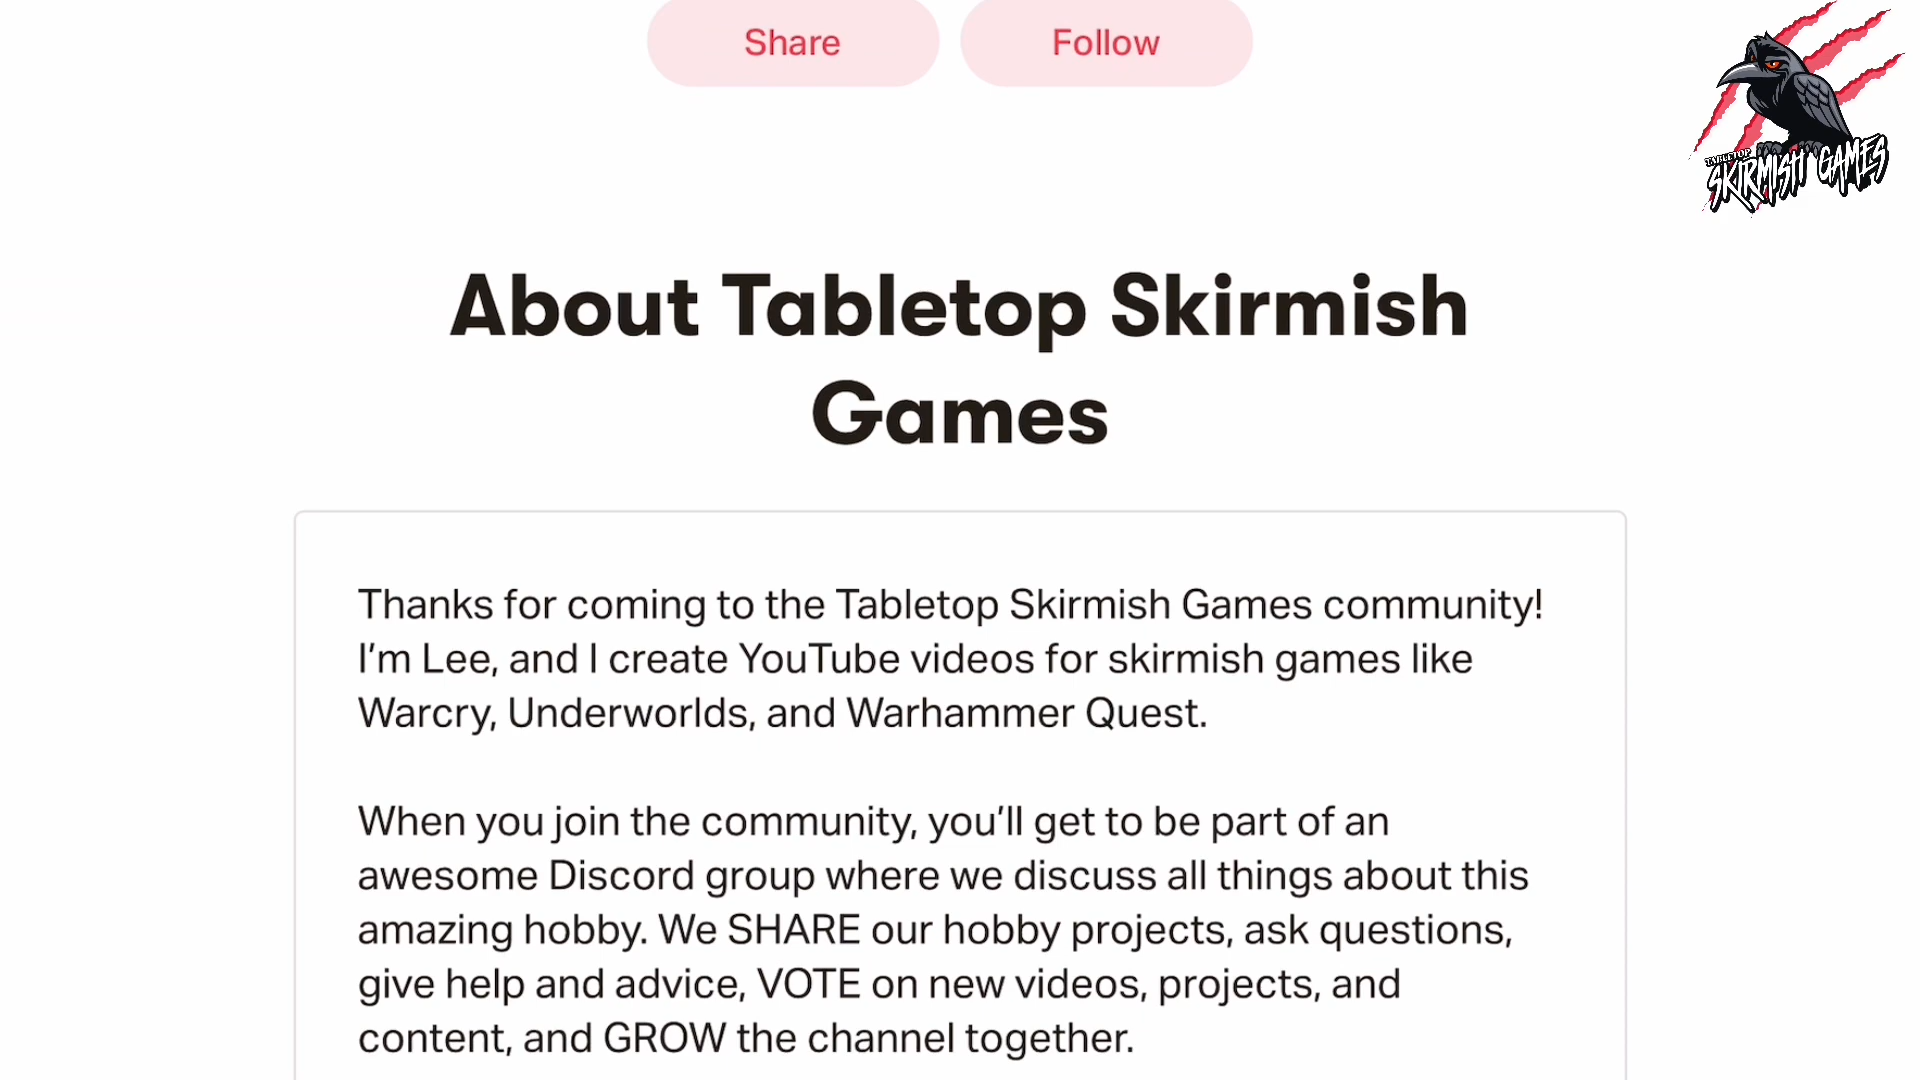 Share
Follow
TABLETOP
SKIRMISH GAMES
About Tabletop Skirmish
Games
Thanks for coming to the Tabletop Skirmish Games community!
I’m Lee, and I create YouTube videos for skirmish games like
Warcry, Underworlds, and Warhammer Quest.
When you join the community, you’ll get to be part of an
awesome Discord group where we discuss all things about this
amazing hobby. We SHARE our hobby projects, ask questions,
give help and advice, VOTE on new videos, projects, and
content, and GROW the channel together.